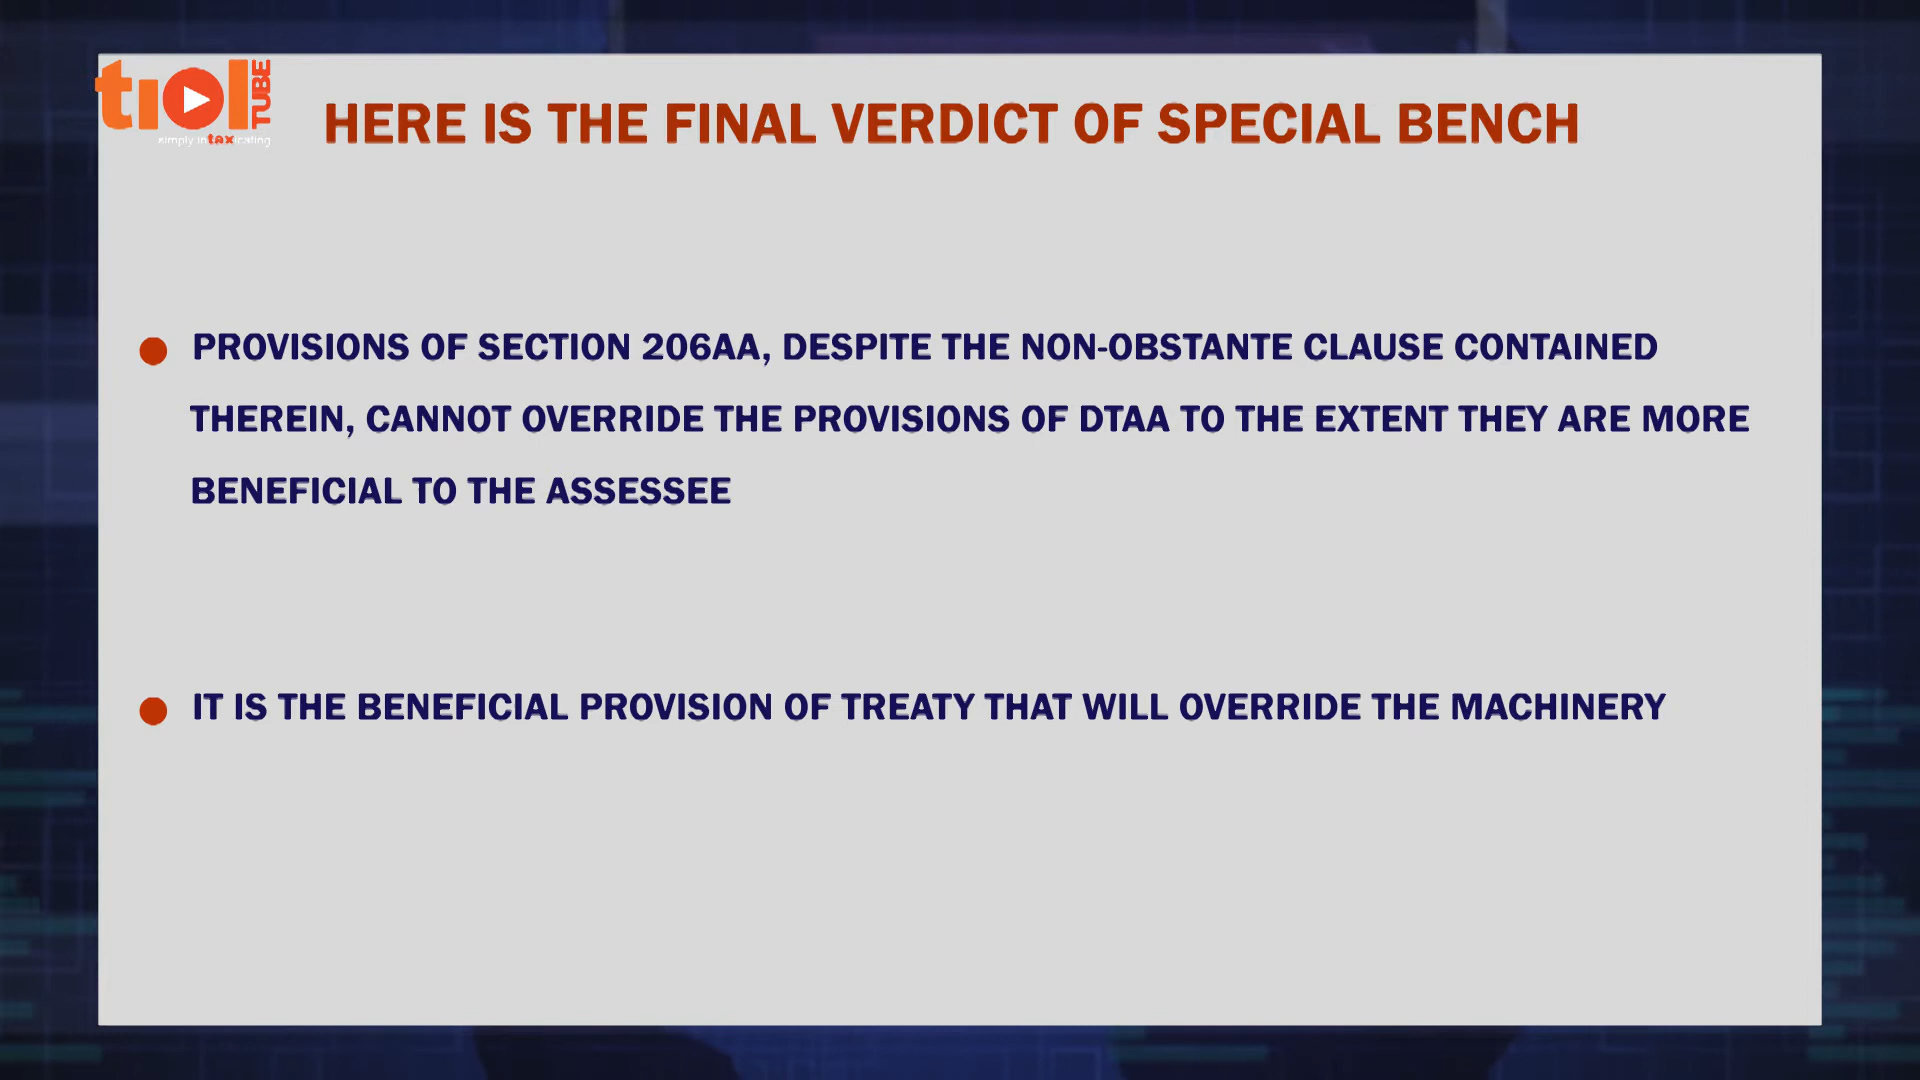 tiol TUBE
simply intaxicating
HERE IS THE FINAL VERDICT OF SPECIAL BENCH
PROVISIONS OF SECTION 206AA, DESPITE THE NON-OBSTANTE CLAUSE CONTAINED
THEREIN, CANNOT OVERRIDE THE PROVISIONS OF DTAA TO THE EXTENT THEY ARE MORE
BENEFICIAL TO THE ASSESSEE
IT IS THE BENEFICIAL PROVISION OF TREATY THAT WILL OVERRIDE THE MACHINERY